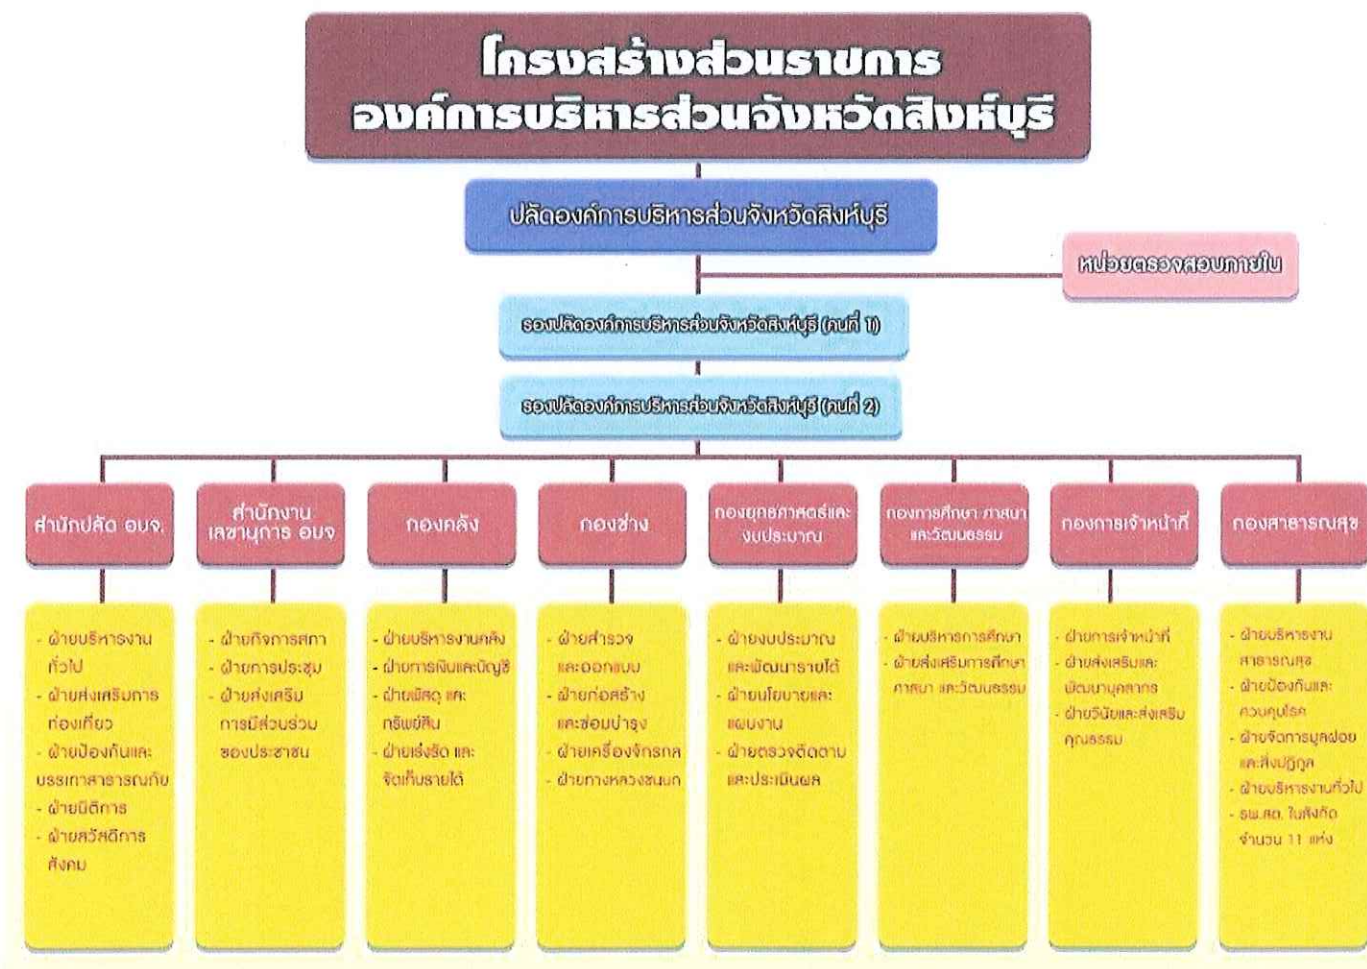 โครงสร้างส่วนราชการ
องค์การบริหารส่วนจังหวัดสิงห์บุรี
ปลัดองค์การบริหารส่วนจังหวัดสิงห์บุรี
หน่วยตรวจสอบภายใน
รองปลัดองค์การบริหารส่วนจังหวัดสิงห์บุรี (คนที่ 1)
รองปลัดองค์การบริหารส่วนจังหวัดสิงห์บุรี (คนที่ 2)
สำนักปลัด อบจ.
- ฝ่ายบริหารงาน
ทั่วไป
- ฝ่ายส่งเสริมการ
ท่องเที่ยว
- ฝ่ายป้องกันและ
บรรเทาสาธารณภัย
- ฝ่ายนิติการ
- ฝ่ายสวัสดิการ
สังคม
สำนักงาน
เลขานุการ อบจ
- ฝ่ายกิจการสภา
- ฝ่ายการประชุม
- ฝ่ายส่งเสริม
การมีส่วนร่วม
ของประชาชน
กองคลัง
- ฝ่ายบริหารงานคลัง
- ฝ่ายการเงินและบัญชี
- ฝ่ายพัสดุ และ
ทรัพย์สิน
- ฝ่ายเร่งรัด และ
จัดเก็บรายได้
กองช่าง
- ฝ่ายสำรวจ
และออกแบบ
- ฝ่ายก่อสร้าง
และซ่อมบำรุง
- ฝ่ายเครื่องจักรกล
- ฝ่ายทางหลวงชนบท
กองยุทธศาสตร์และ
งบประมาณ
- ฝ่ายงบประมาณ
และพัฒนารายได้
- ฝ่ายนโยบายและ
แผนงาน
- ฝ่ายตรวจติดตาม
และประเมินผล
กองการศึกษา ศาสนา
และวัฒนธรรม
- ฝ่ายบริหารการศึกษา
- ฝ่ายส่งเสริมการศึกษา
ศาสนา และวัฒนธรรม
กองการเจ้าหน้าที่
- ฝ่ายการเจ้าหน้าที่
- ฝ่ายส่งเสริมและ
พัฒนาบุคลากร
- ฝ่ายวินัยและส่งเสริม
คุณธรรม
กองสาธารณสุข
- ฝ่ายบริหารงาน
สาธารณสุข
- ฝ่ายป้องกันและ
ควบคุมโรค
- ฝ่ายจัดการมูลฝอย
และสิ่งปฏิกูล
- ฝ่ายบริหารงานทั่วไป
- รพ.สต. ในสังกัด
จำนวน 11 แห่ง